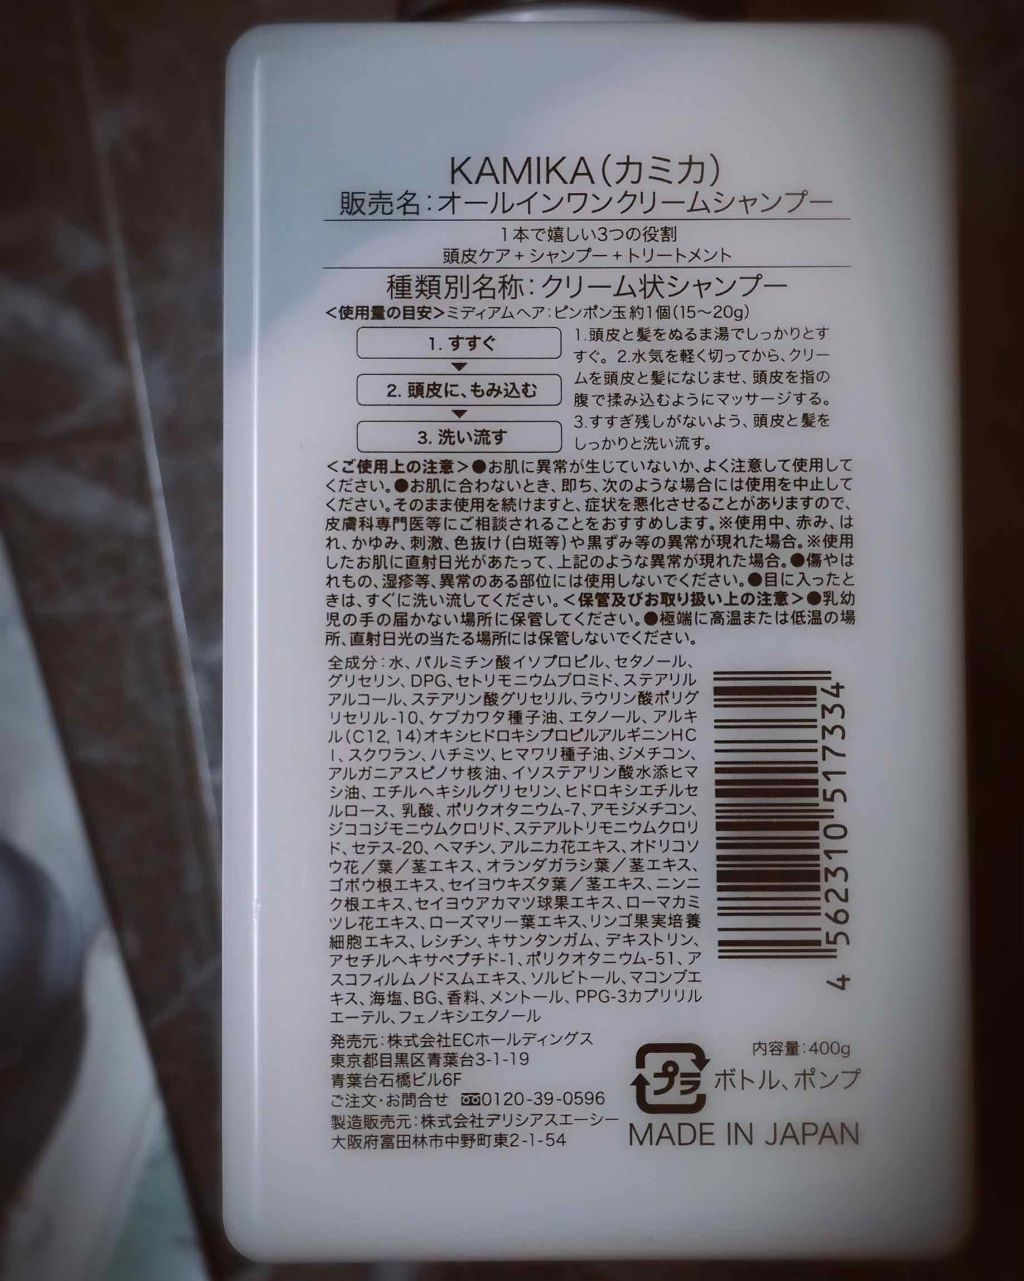 KAMIKA(カミカ)
販売名:オールインワンクリームシャンプー
1本で嬉しい3つの役割
頭皮ケア+シャンプー+トリートメント
種類別名称:クリーム状シャンプー
<使用量の目安>ミディアムヘア:ピンポン玉約1個(15~20g)
1. すすぐ
2. 頭皮に、もみ込む
3. 洗い流す
1.頭皮と髪をぬるま湯でしっかりとす
すぐ。2.水気を軽く切ってから、クリー
ムを頭皮と髪になじませ、頭皮を指の
腹で揉み込むようにマッサージする。
3.すすぎ残しがないよう、頭皮と髪を
しっかりと洗い流す。
<ご使用上の注意>●お肌に異常が生じていないか、よく注意して使用して
ください。●お肌に合わないとき、即ち、次のような場合には使用を中止して
ください。そのまま使用を続けますと、症状を悪化させることがありますので、
皮膚科専門医等にご相談されることをおすすめします。※使用中、赤み、は
れ、かゆみ、刺激、色抜け(白斑等)や黒ずみ等の異常が現れた場合。※使用
したお肌に直射日光があたって、上記のような異常が現れた場合。●傷やは
れもの、湿疹等、異常のある部位には使用しないでください。●目に入ったと
きは、すぐに洗い流してください。<保管及びお取り扱い上の注意>●乳幼
児の手の届かない場所に保管してください。●極端に高温または低温の場
所、直射日光の当たる場所には保管しないでください。
全成分:水、パルミチン酸イソプロピル、セタノール、
グリセリン、DPG、セトリモニウムブロミド、ステアリル
アルコール、ステアリン酸グリセリル、ラウリン酸ポリグ
リセリル-10、ケブカワタ種子油、エタノール、アルキ
ル(C12, 14)オキシヒドロキシプロピルアルギニンHC
l、スクワラン、ハチミツ、ヒマワリ種子油、ジメチコン、
アルガニアスピノサ核油、イソステアリン酸水添ヒマ
シ油、エチルヘキシルグリセリン、ヒドロキシエチルセ
ルロース、乳酸、ポリクオタニウム-7、アモジメチコン、
ジココジモニウムクロリド、ステアルトリモニウムクロリ
ド、セテス-20、ヘマチン、アルニカ花エキス、オドリコソ
ウ花/葉/茎エキス、オランダガラシ葉/茎エキス、
ゴボウ根エキス、セイヨウキズタ葉/茎エキス、ニンニ
ク根エキス、セイヨウアカマツ球果エキス、ローマカミ
ツレ花エキス、ローズマリー葉エキス、リンゴ果実培養
細胞エキス、レシチン、キサンタンガム、デキストリン、
アセチルヘキサペプチド-1、ポリクオタニウム-51、ア
スコフィルムノドスムエキス、ソルビトール、マコンブエ
キス、海塩、BG、香料、メントール、PPG-3カプリリル
エーテル、フェノキシエタノール
4 562310 517334
発売元:株式会社ECホールディングス
東京都目黒区青葉台3-1-19
青葉台石橋ビル6F
ご注文・お問合せ 0120-39-0596
製造販売元:株式会社デリシアスエーシー
大阪府富田林市中野町東2-1-54
内容量:400g
プラ ボトル、ポンプ
MADE IN JAPAN